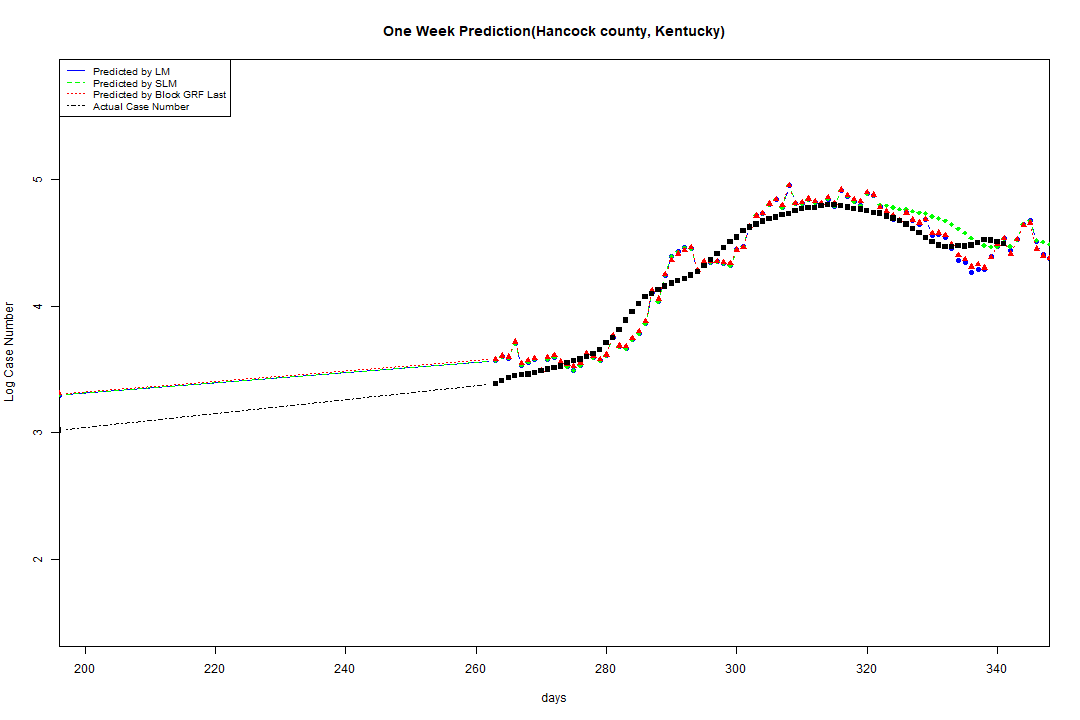 One Week Prediction(Hancock county, Kentucky)
Predicted by LM
Predicted by SLM
Predicted by Block GRF Last
Actual Case Number
5
4
3
2
Log Case Number
200 220 240 260 280 300 320 340
days